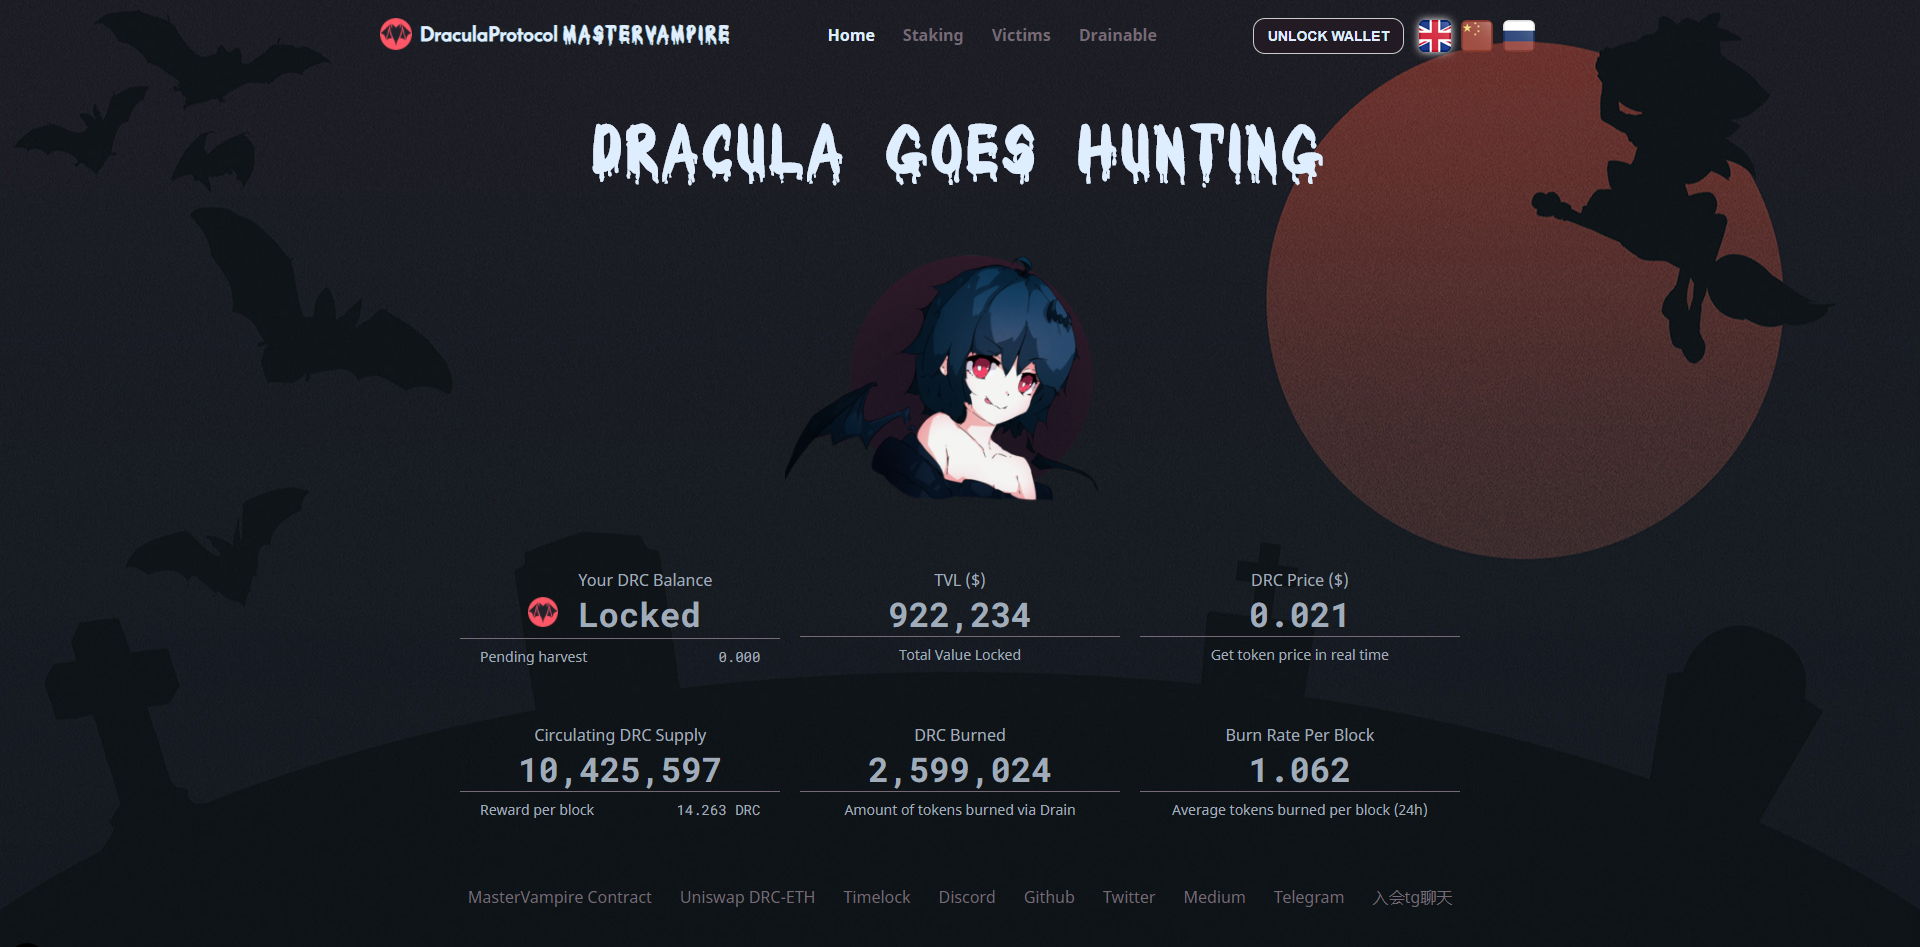 DraculaProtocol MASTERVAMPIRE
Home Staking Victims Drainable
UNLOCK WALLET
DRACULA GOES HUNTING
Your DRC Balance
Locked
Pending harvest 0.000
TVL ($)
922,234
Total Value Locked
DRC Price ($)
0.021
Get token price in real time
Circulating DRC Supply
10,425,597
Reward per block 14.263 DRC
DRC Burned
2,599,024
Amount of tokens burned via Drain
Burn Rate Per Block
1.062
Average tokens burned per block (24h)
MasterVampire Contract Uniswap DRC-ETH Timelock Discord Github Twitter Medium Telegram 入会tg聊天